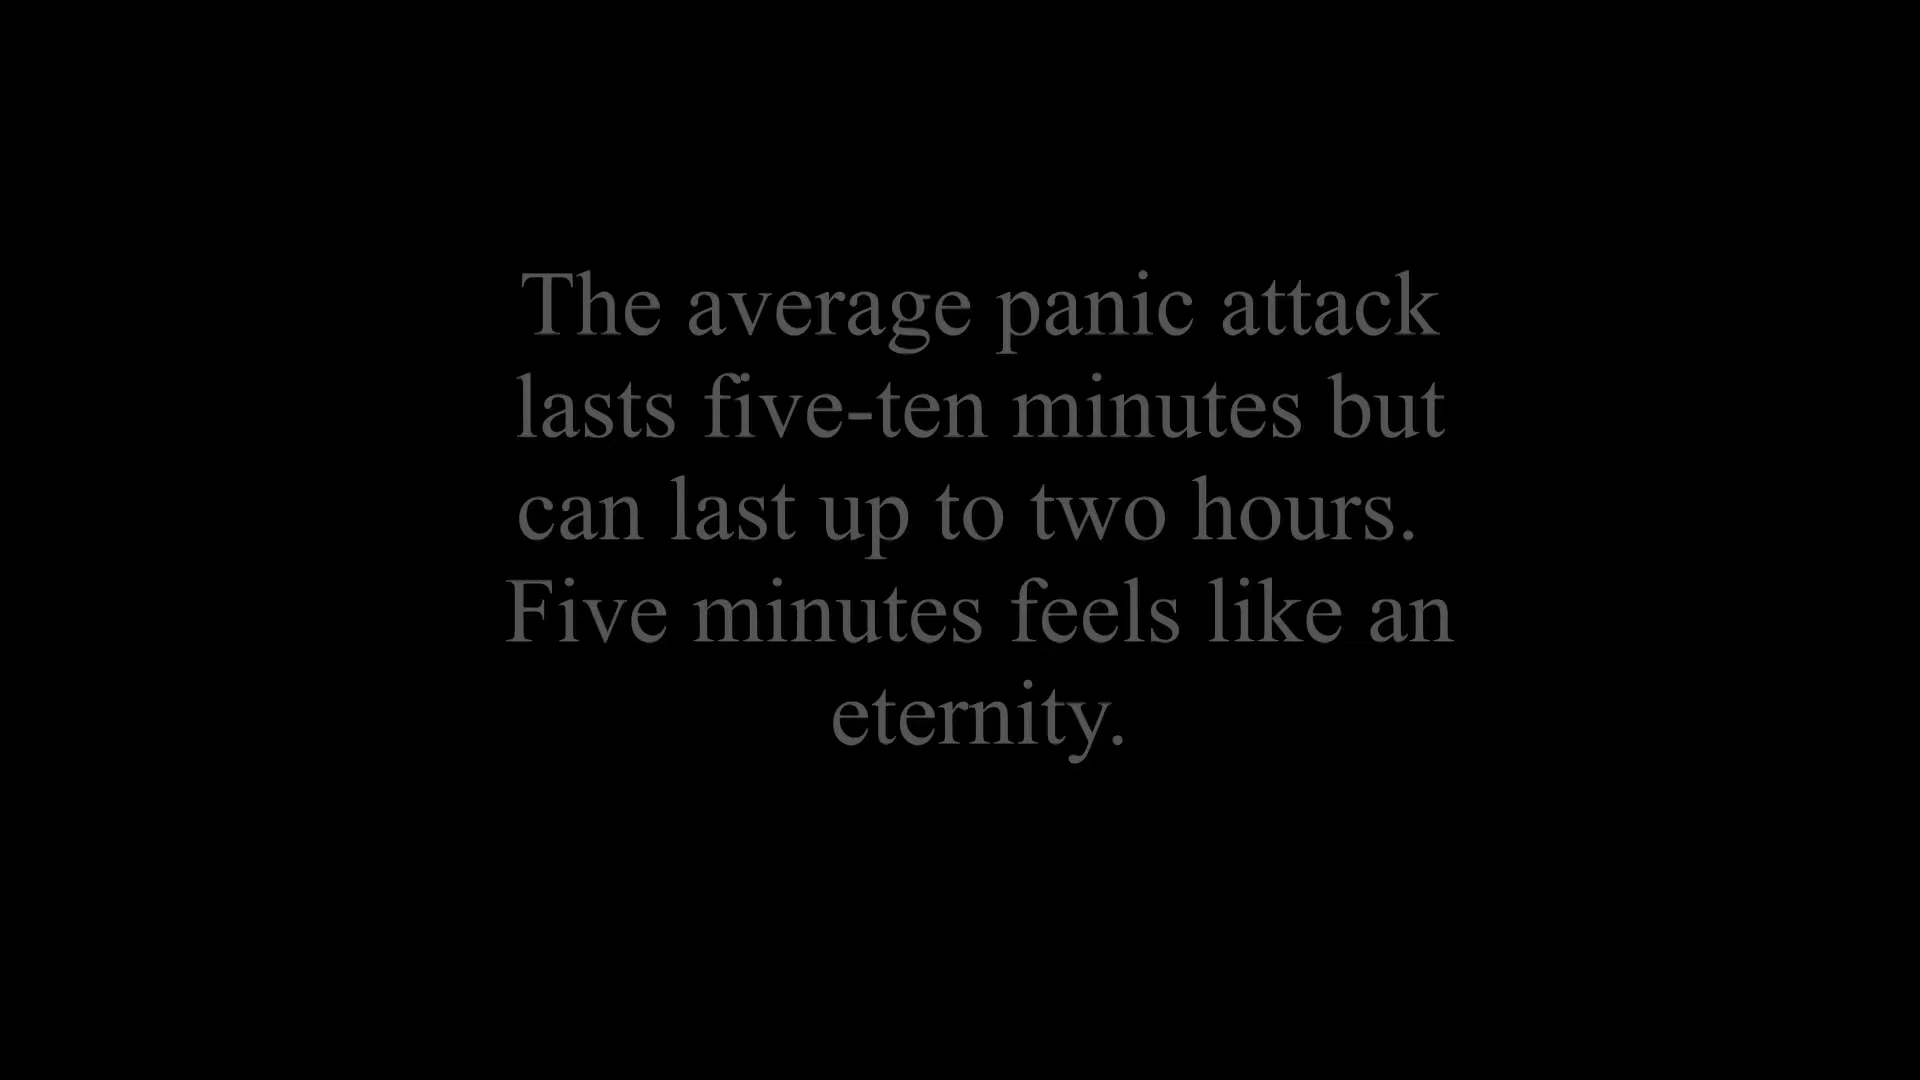 The average panic attack
lasts five-ten minutes but
can last up to two hours.
Five minutes feels like an
eternity.